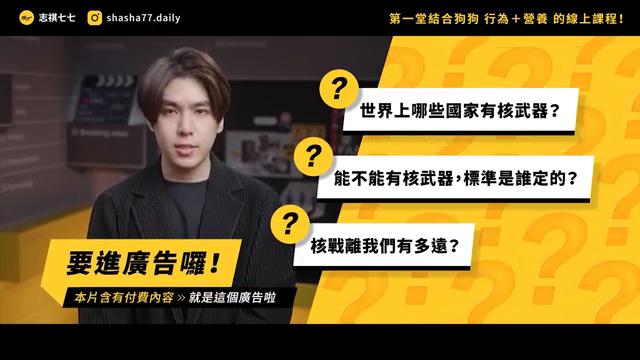 志祺七七 shasha77.daily
第一堂結合狗狗 行為＋營養 的線上課程！
?
世界上哪些國家有核武器？
?
能不能有核武器，標準是誰定的？
?
核戰離我們有多遠？
要進廣告囉！
本片含有付費內容 » 就是這個廣告啦